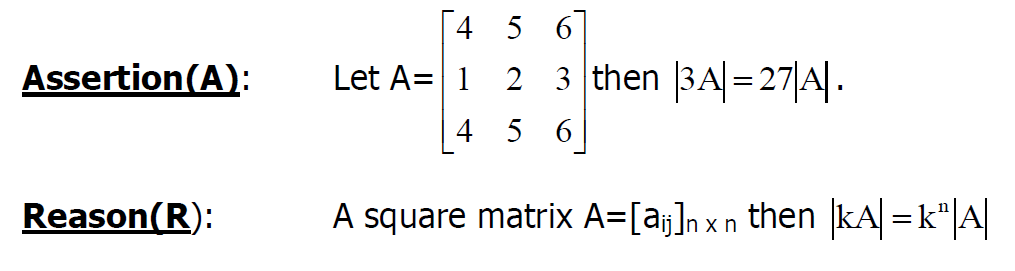 Assertion(A): Let A= [4 5 6; 1 2 3; 4 5 6] then |3A| = 27|A|.
Reason(R): A square matrix A=[aᵢⱼ]ₙ ₓ ₙ then |kA| = kⁿ|A|